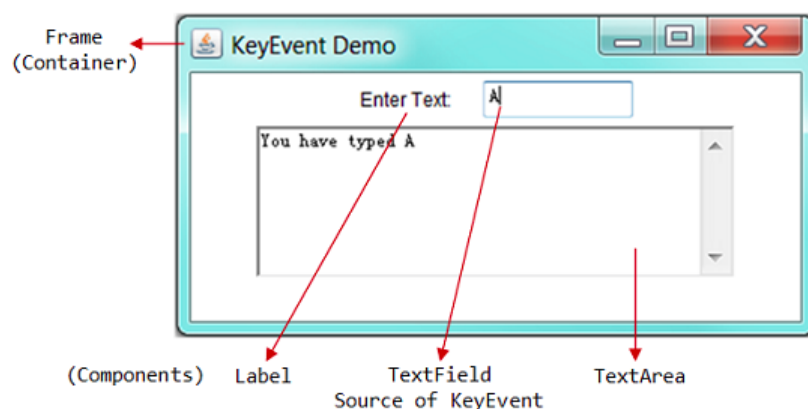 Frame
(Container)
KeyEvent Demo
Enter Text:
A
You have typed A
(Components) Label TextField TextArea
Source of KeyEvent